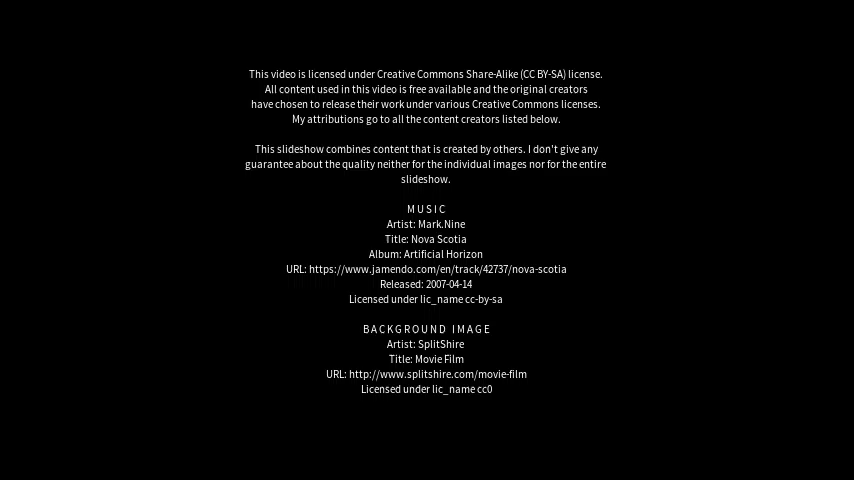 This video is licensed under Creative Commons Share-Alike (CC BY-SA) license.
All content used in this video is free available and the original creators
have chosen to release their work under various Creative Commons licenses.
My attributions go to all the content creators listed below.
This slideshow combines content that is created by others. I don't give any
guarantee about the quality neither for the individual images nor for the entire
slideshow.
MUSIC
Artist: Mark.Nine
Title: Nova Scotia
Album: Artificial Horizon
URL: https://www.jamendo.com/en/track/42737/nova-scotia
Released: 2007-04-14
Licensed under lic_name cc-by-sa
BACKGROUND IMAGE
Artist: SplitShire
Title: Movie Film
URL: http://www.splitshire.com/movie-film
Licensed under lic_name cc0